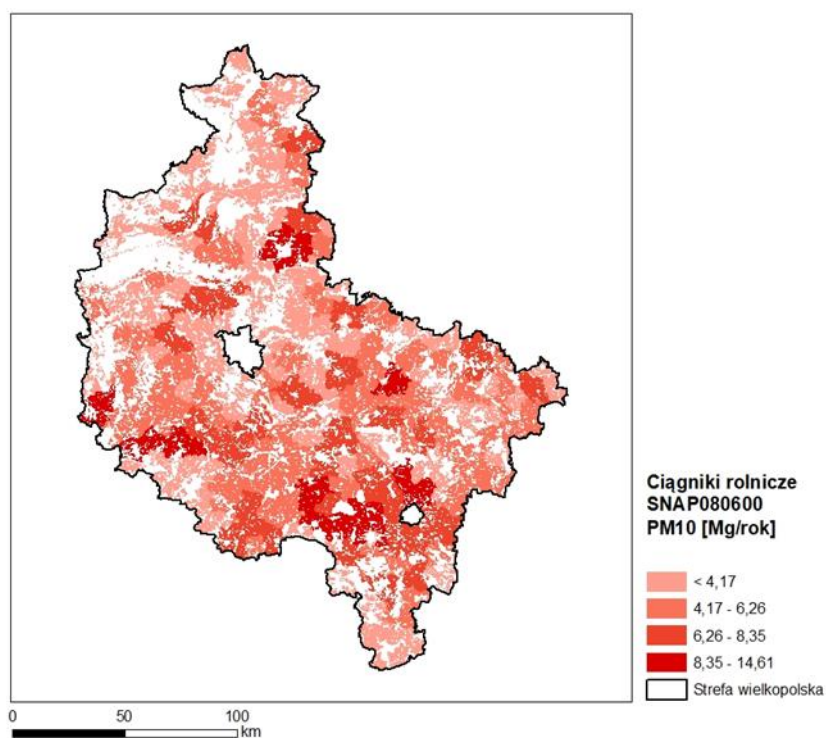 Ciągniki rolnicze
SNAP080600
PM10 [Mg/rok]
< 4,17
4,17 - 6,26
6,26 - 8,35
8,35 - 14,61
Strefa wielkopolska
0 50 100
km